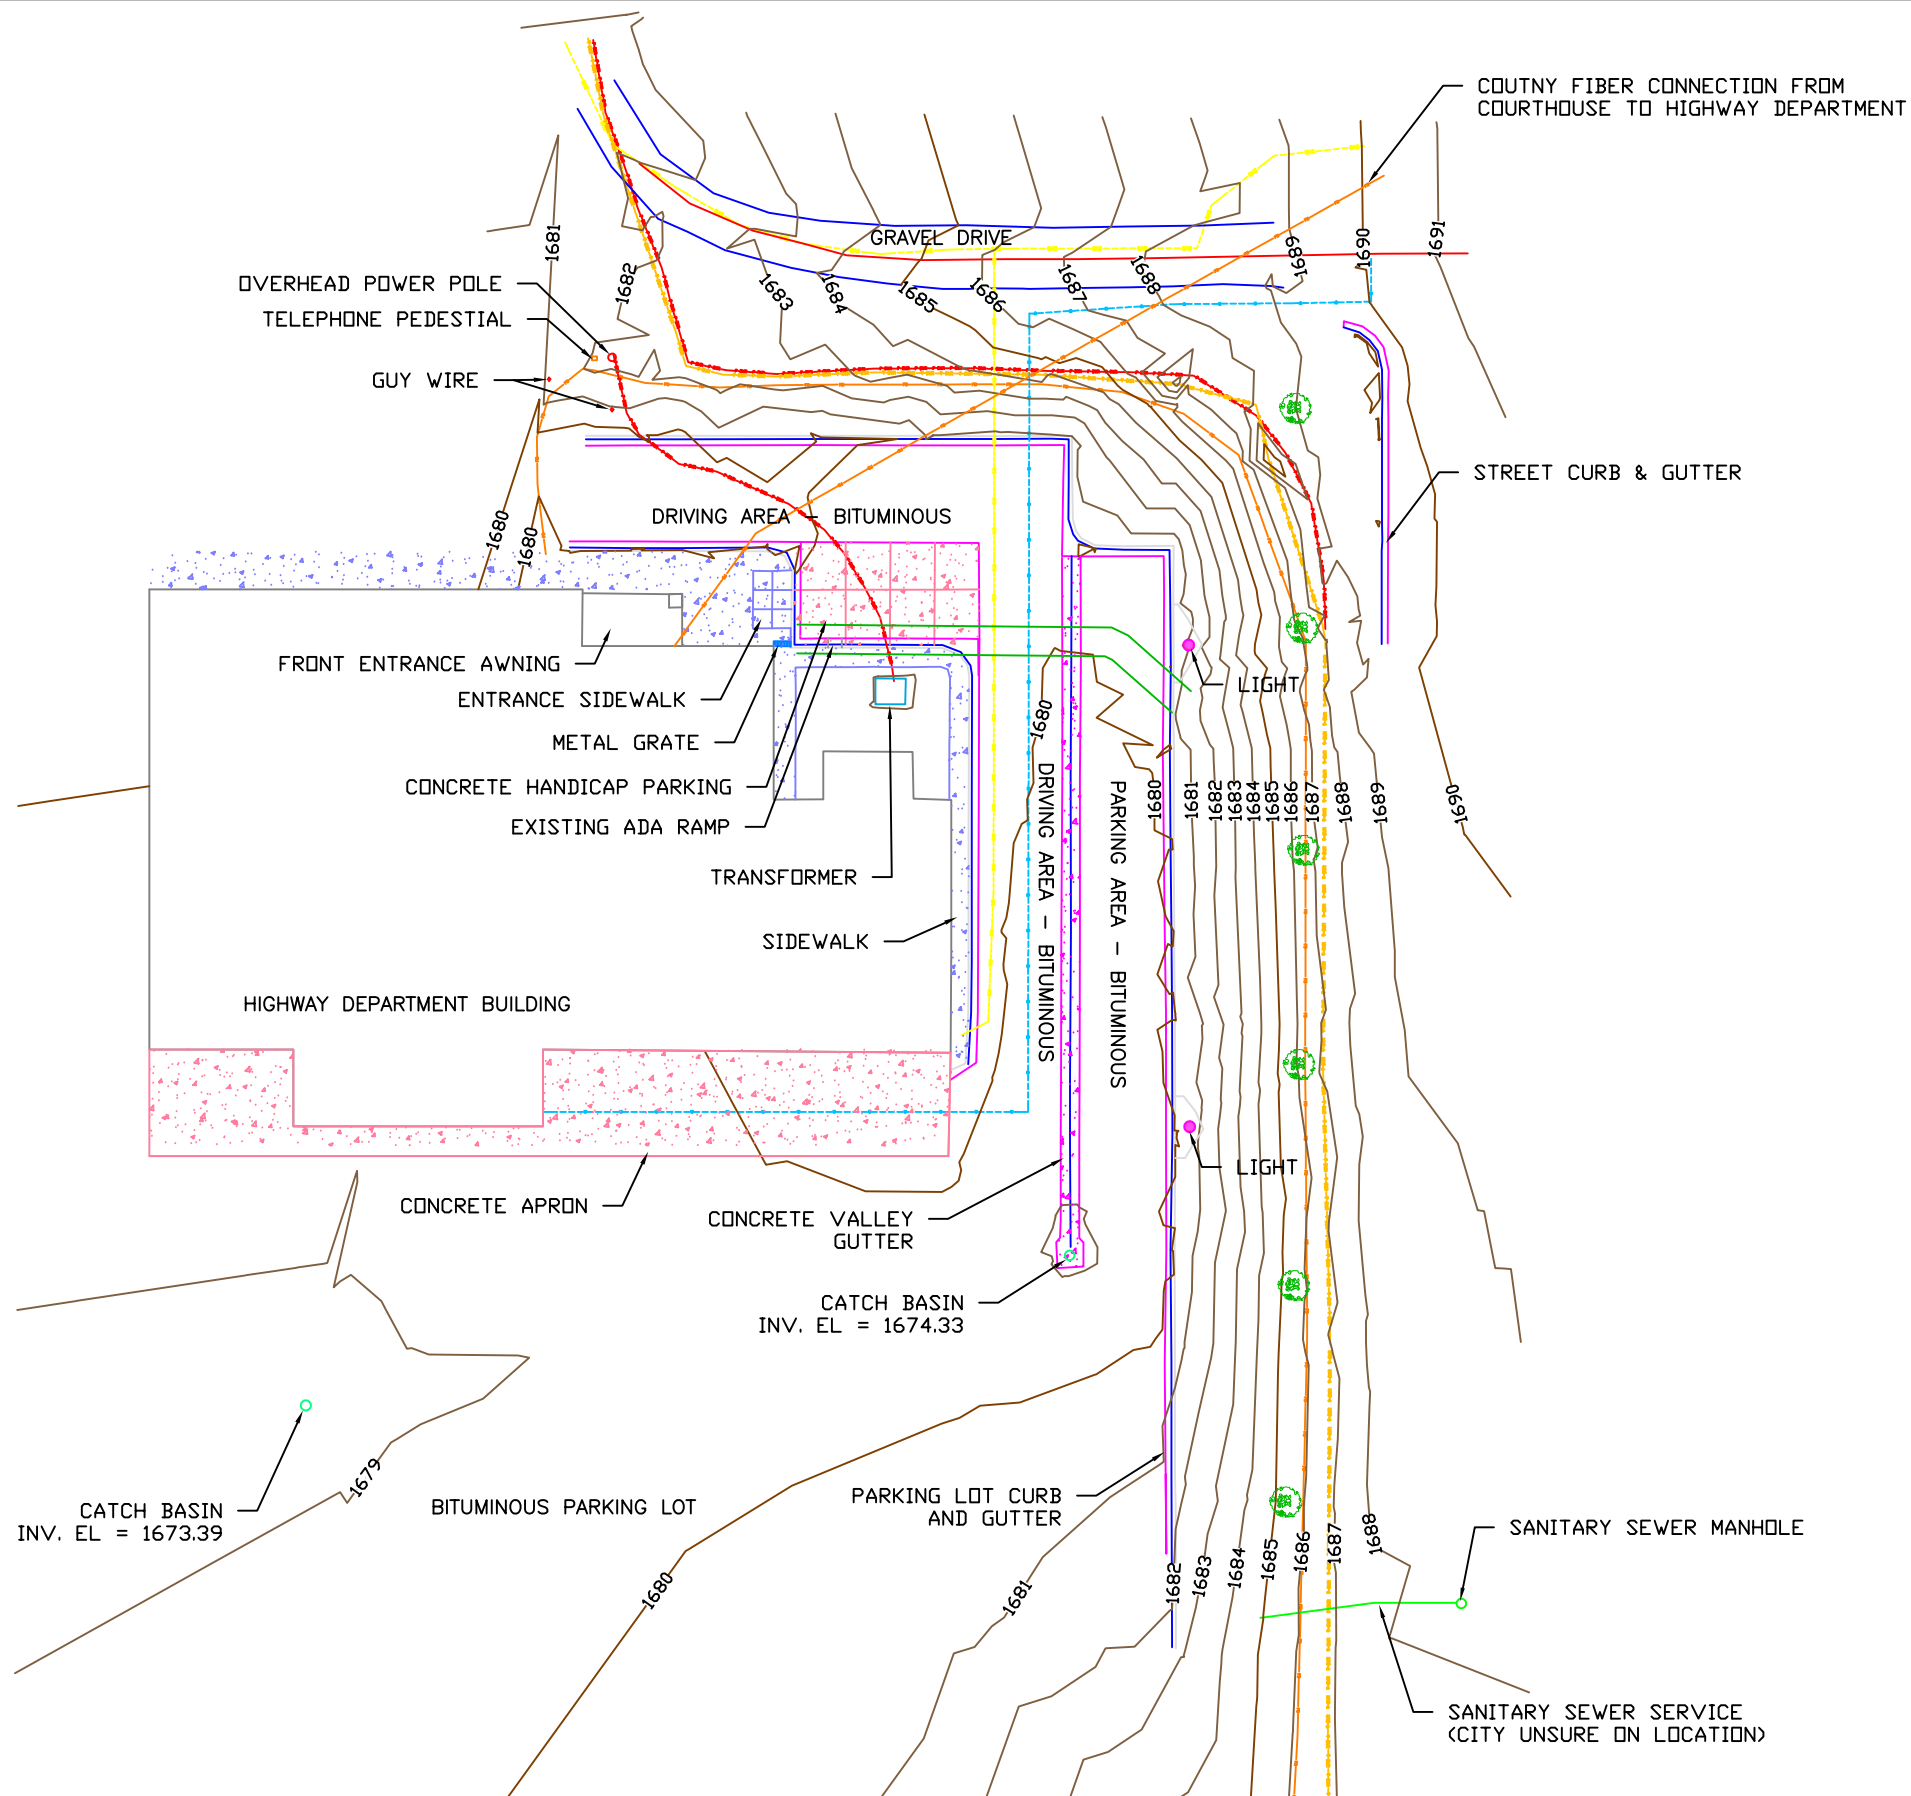 COUTNY FIBER CONNECTION FROM
COURTHOUSE TO HIGHWAY DEPARTMENT
GRAVEL DRIVE
1681
1682
1683
1684
1685
1686
1687
1688
1689
1690
1691
OVERHEAD POWER POLE
TELEPHONE PEDESTIAL
GUY WIRE
STREET CURB & GUTTER
DRIVING AREA - BITUMINOUS
1680
1680
FRONT ENTRANCE AWNING
ENTRANCE SIDEWALK
METAL GRATE
CONCRETE HANDICAP PARKING
EXISTING ADA RAMP
TRANSFORMER
SIDEWALK
LIGHT
1680
DRIVING AREA - BITUMINOUS
PARKING AREA - BITUMINOUS
1680
1681
1682
1683
1684
1685
1686
1687
1688
1689
1690
HIGHWAY DEPARTMENT BUILDING
LIGHT
CONCRETE APRON
CONCRETE VALLEY
GUTTER
CATCH BASIN
INV. EL = 1674.33
1679
CATCH BASIN
INV. EL = 1673.39
BITUMINOUS PARKING LOT
PARKING LOT CURB
AND GUTTER
1680
1681
1682
1683
1684
1685
1686
1687
1688
SANITARY SEWER MANHOLE
SANITARY SEWER SERVICE
(CITY UNSURE ON LOCATION)